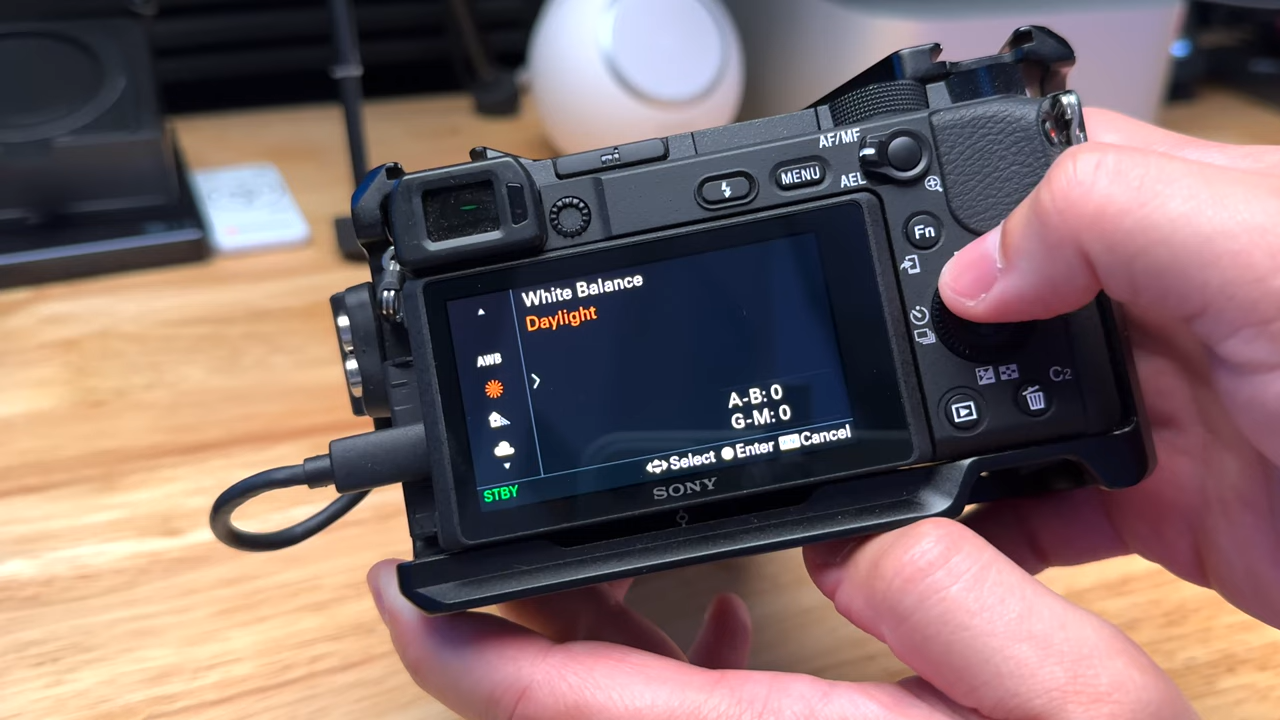 AF/MF
MENU
AEL
Fn
White Balance
Daylight
AWB
A-B: 0
G-M: 0
Select Enter Cancel
STBY
SONY
C2